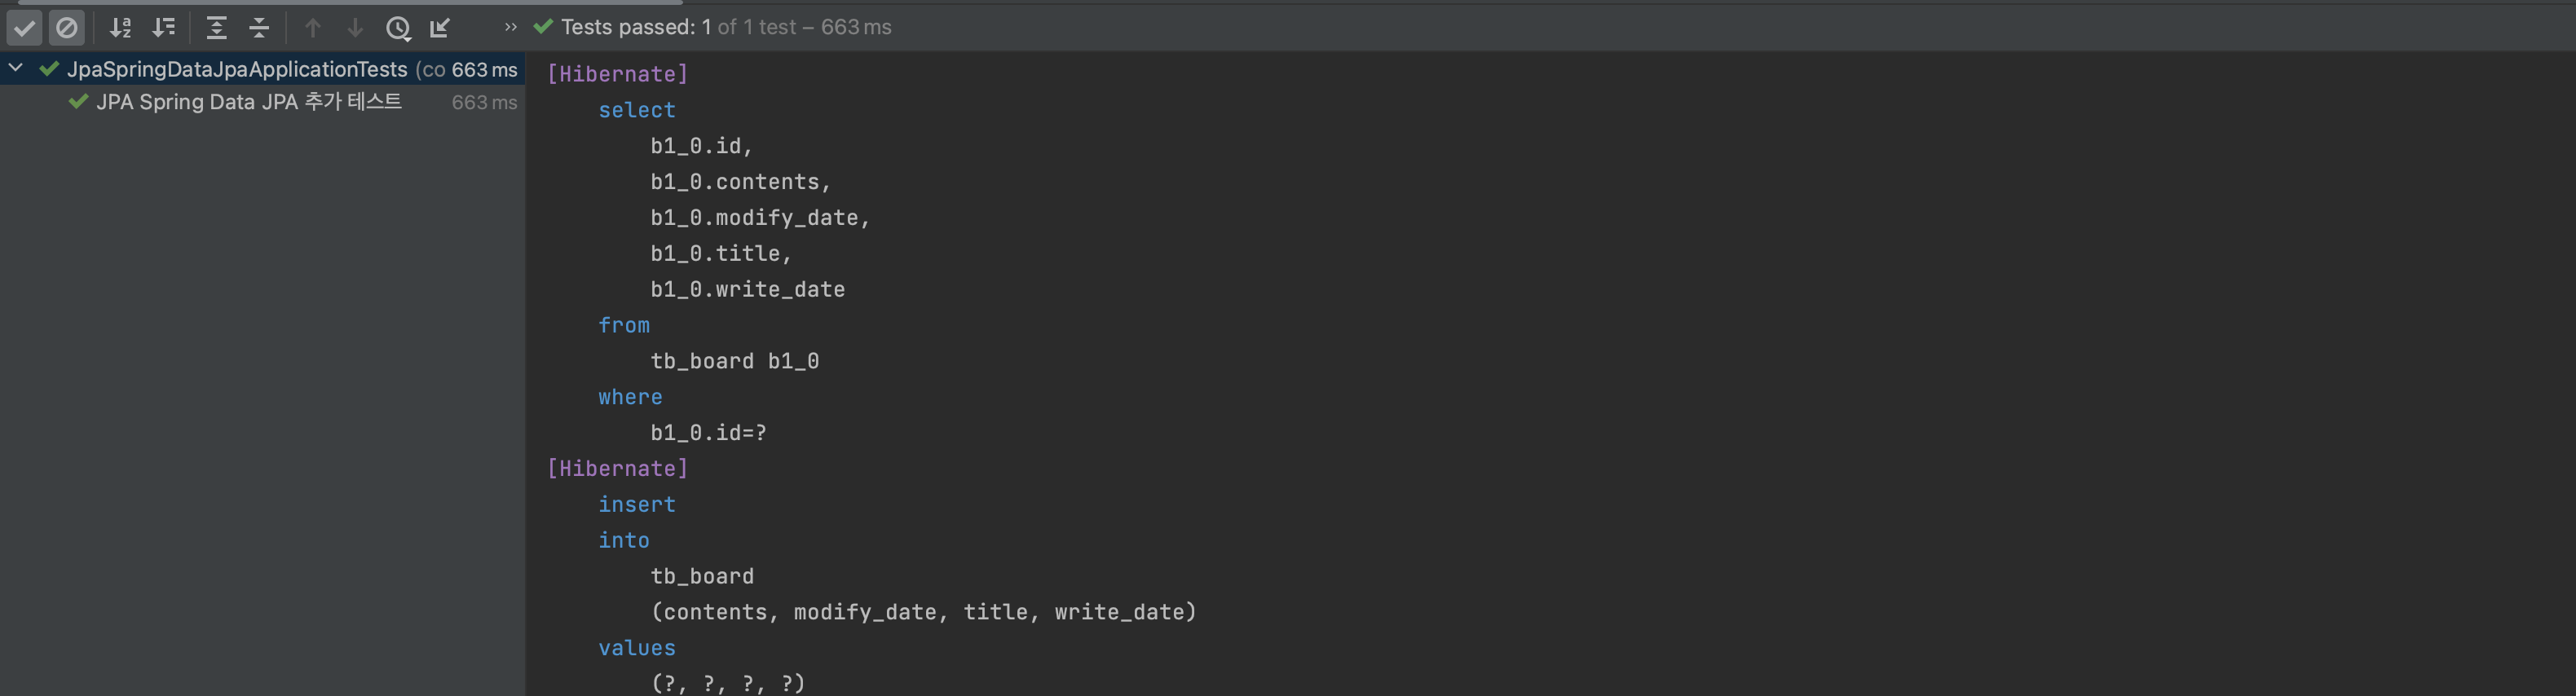 Tests passed: 1 of 1 test – 663 ms
JpaSpringDataJpaApplicationTests (co 663 ms
JPA Spring Data JPA 추가 테스트 663 ms
[Hibernate]
select
b1_0.id,
b1_0.contents,
b1_0.modify_date,
b1_0.title,
b1_0.write_date
from
tb_board b1_0
where
b1_0.id=?
[Hibernate]
insert
into
tb_board
(contents, modify_date, title, write_date)
values
(?, ?, ?, ?)